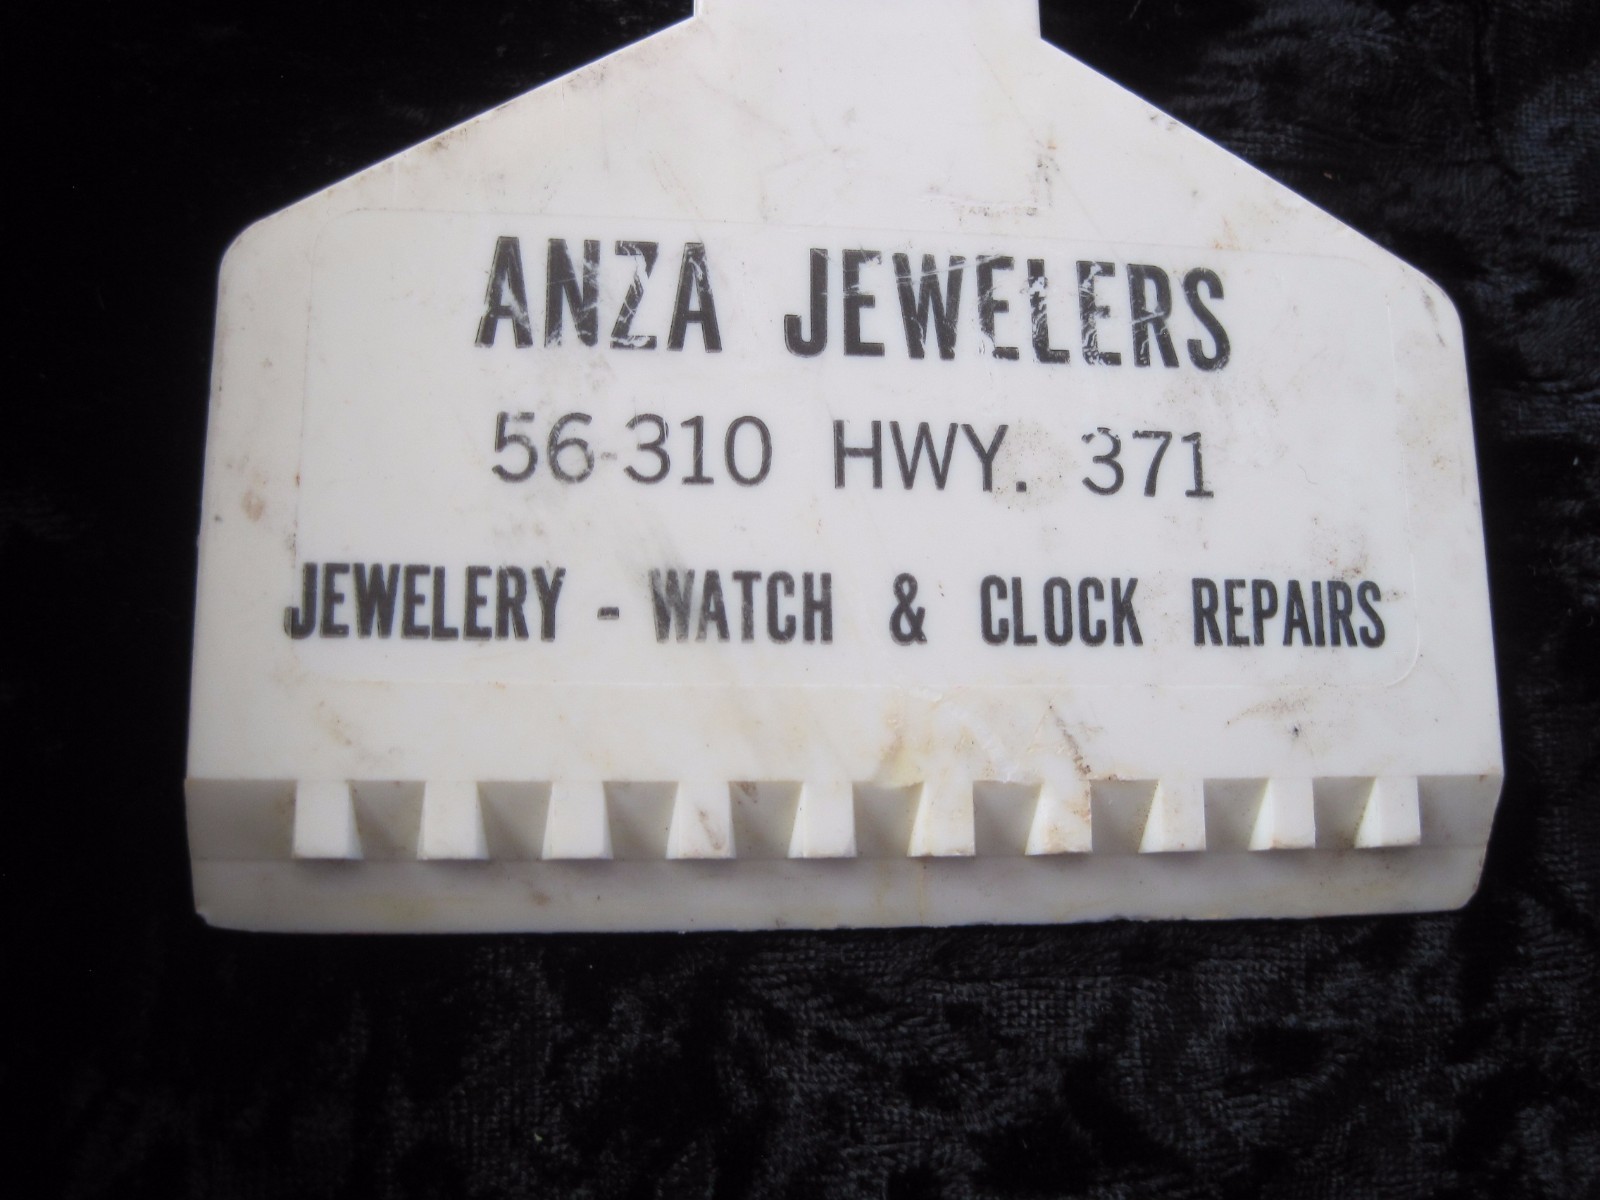 ANZA JEWELERS
56-310 HWY. 371
JEWELERY - WATCH & CLOCK REPAIRS